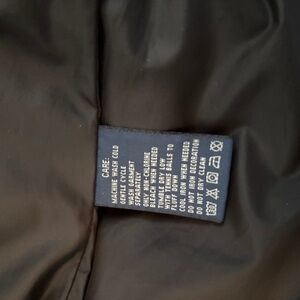 CARE:
MACHINE WASH COLD
GENTLE CYCLE
WASH GARMENT
SEPARATELY
ONLY NON-CHLORINE
BLEACH WHEN NEEDED
TUMBLE DRY LOW
WITH TENNIS BALLS TO
FLUFF DOWN
COOL IRON WHEN NEEDED
DO NOT IRON DECORATION
DO NOT DRY CLEAN